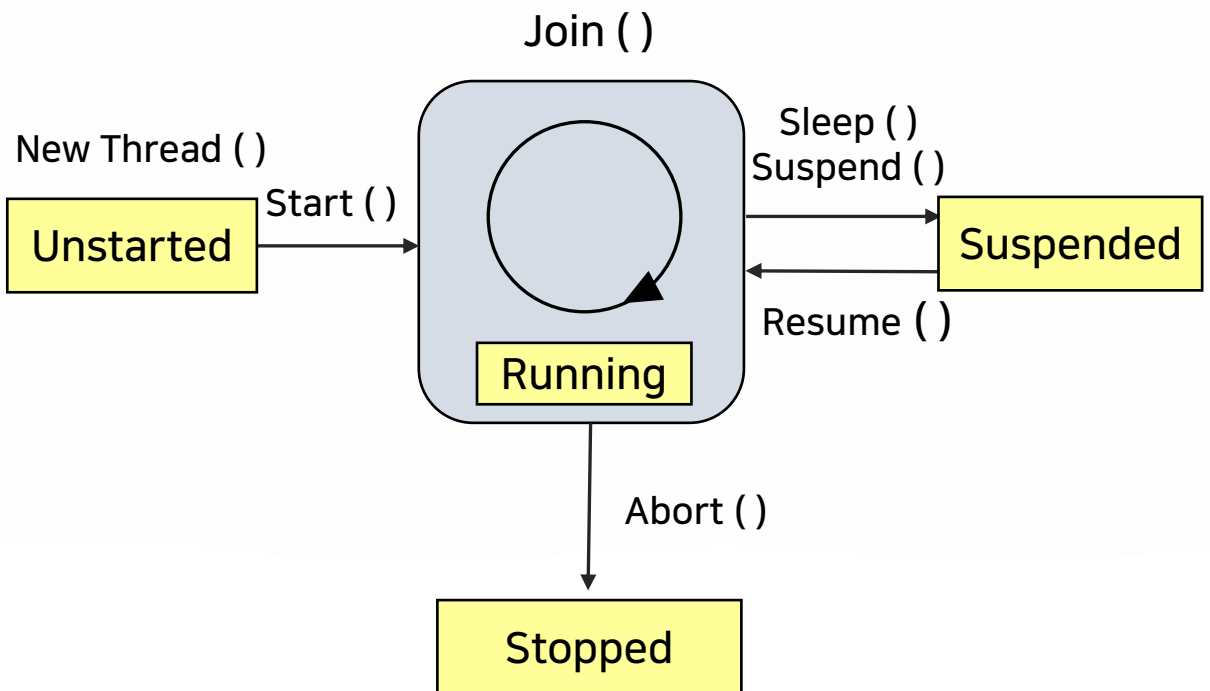 Join ( )
New Thread ( )
Start ( )
Unstarted
Sleep ( )
Suspend ( )
Suspended
Resume ( )
Running
Abort ( )
Stopped